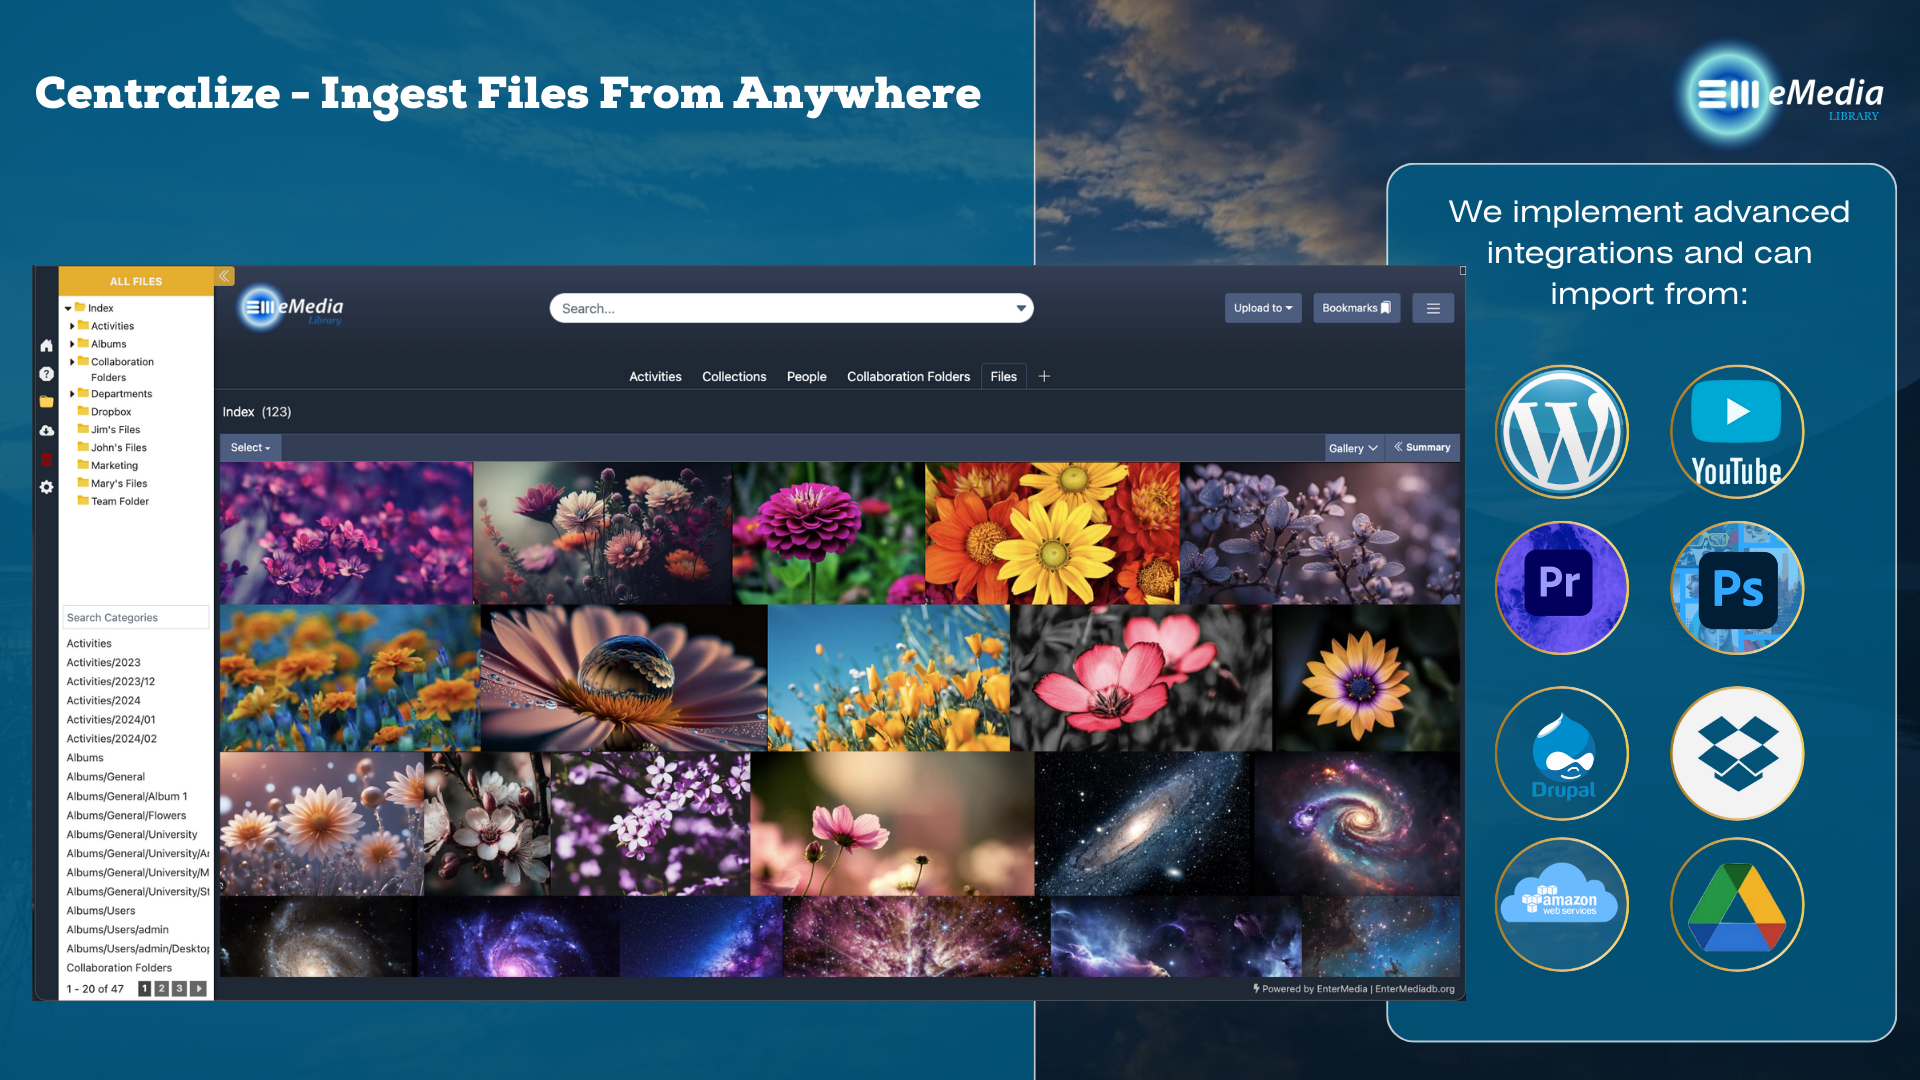 Centralize - Ingest Files From Anywhere
eMedia
LIBRARY
We implement advanced
integrations and can
import from:
ALL FILES
Index
Activities
Albums
Collaboration
Folders
Departments
Dropbox
Jim's Files
John's Files
Marketing
Mary's Files
Team Folder
Search Categories
Activities
Activities/2023
Activities/2023/12
Activities/2024
Activities/2024/01
Activities/2024/02
Albums
Albums/General
Albums/General/Album 1
Albums/General/Flowers
Albums/General/University
Albums/General/University/Ar
Albums/General/University/M
Albums/General/University/St
Albums/Users
Albums/Users/admin
Albums/Users/admin/Desktop
Collaboration Folders
1 - 20 of 47 1 2 3
eMedia
Library
Search...
Upload to
Bookmarks
Activities Collections People Collaboration Folders Files +
Index (123)
Select
Gallery
Summary
Powered by EnterMedia | EnterMediadb.org
W
YouTube
Pr
Ps
Drupal
amazon
web services